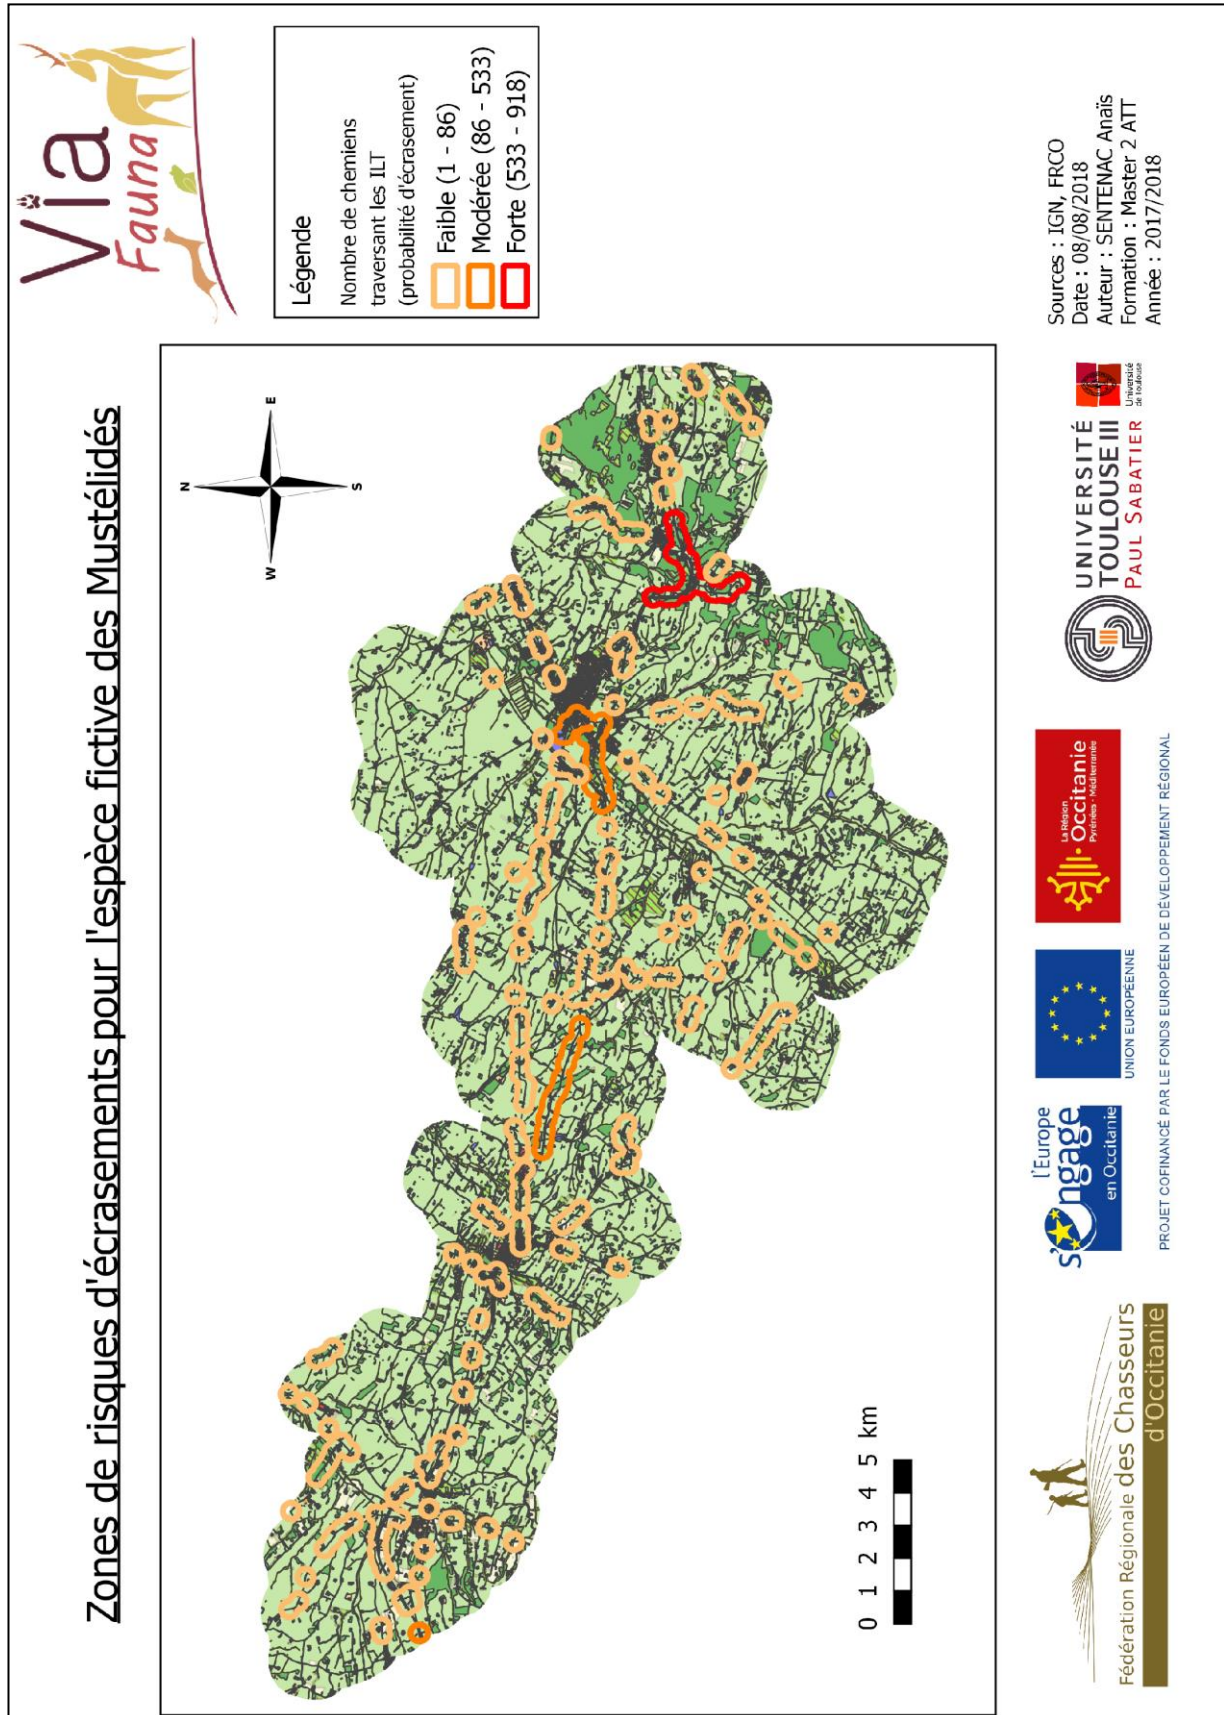 Zones de risques d'écrasements pour l'espèce fictive des Mustélidés
Via
Fauna
Légende
Nombre de chemiens
traversant les ILT
(probabilité d'écrasement)
Faible (1 - 86)
Modérée (86 - 533)
Forte (533 - 918)
N
W
E
S
0 1 2 3 4 5 km
Fédération Régionale des Chasseurs
d'Occitanie
l'Europe
s'engage
en Occitanie
UNION EUROPÉENNE
La Région
Occitanie
Pyrénées - Méditerranée
PROJET COFINANCÉ PAR LE FONDS EUROPÉEN DE DÉVELOPPEMENT RÉGIONAL
UNIVERSITÉ
TOULOUSE III
PAUL SABATIER
Université
de Toulouse
Sources : IGN, FRCO
Date : 08/08/2018
Auteur : SENTENAC Anaïs
Formation : Master 2 ATT
Année : 2017/2018